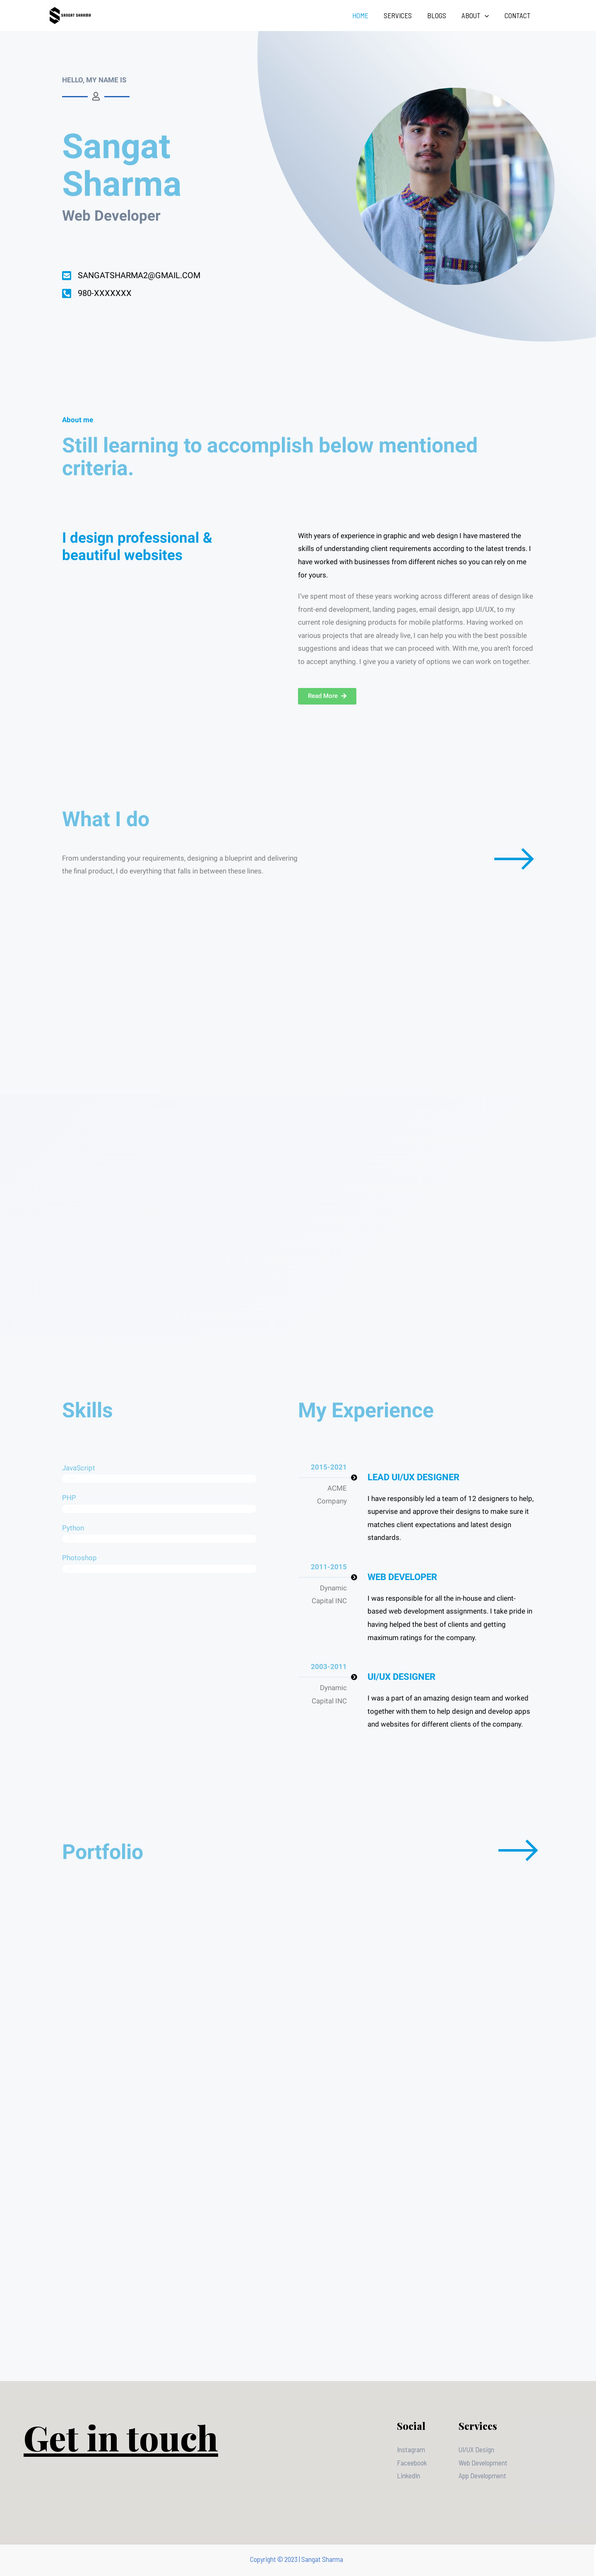 SANGAT SHARMA
HOME SERVICES BLOGS ABOUT CONTACT
HELLO, MY NAME IS
Sangat
Sharma
Web Developer
SANGATSHARMA2@GMAIL.COM
980-XXXXXXX
About me
Still learning to accomplish below mentioned
criteria.
I design professional &
beautiful websites
With years of experience in graphic and web design I have mastered the
skills of understanding client requirements according to the latest trends. I
have worked with businesses from different niches so you can rely on me
for yours.
I've spent most of these years working across different areas of design like
front-end development, landing pages, email design, app UI/UX, to my
current role designing products for mobile platforms. Having worked on
various projects that are already live, I can help you with the best possible
suggestions and ideas that we can proceed with. With me, you aren't forced
to accept anything. I give you a variety of options we can work on together.
Read More
What I do
From understanding your requirements, designing a blueprint and delivering
the final product, I do everything that falls in between these lines.
Skills
JavaScript
PHP
Python
Photoshop
My Experience
2015-2021
ACME
Company
LEAD UI/UX DESIGNER
I have responsibly led a team of 12 designers to help,
supervise and approve their designs to make sure it
matches client expectations and latest design
standards.
2011-2015
Dynamic
Capital INC
WEB DEVELOPER
I was responsible for all the in-house and client-
based web development assignments. I take pride in
having helped the best of clients and getting
maximum ratings for the company.
2003-2011
Dynamic
Capital INC
UI/UX DESIGNER
I was a part of an amazing design team and worked
together with them to help design and develop apps
and websites for different clients of the company.
Portfolio
Get in touch
Social
Instagram
Faceebook
LinkedIn
Services
UI/UX Design
Web Development
App Development
Copyright © 2023 | Sangat Sharma